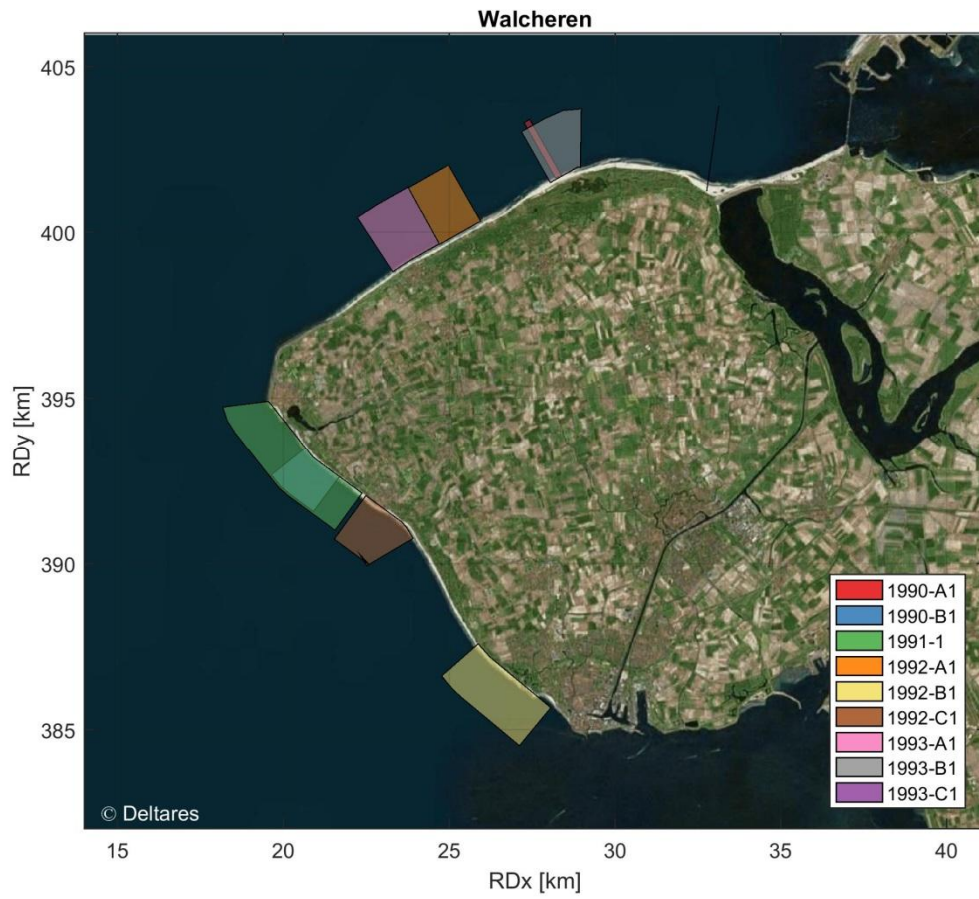 Walcheren
405
400
395
390
385
RDy [km]
15
20
25
30
35
40
RDx [km]
© Deltares
1990-A1
1990-B1
1991-1
1992-A1
1992-B1
1992-C1
1993-A1
1993-B1
1993-C1